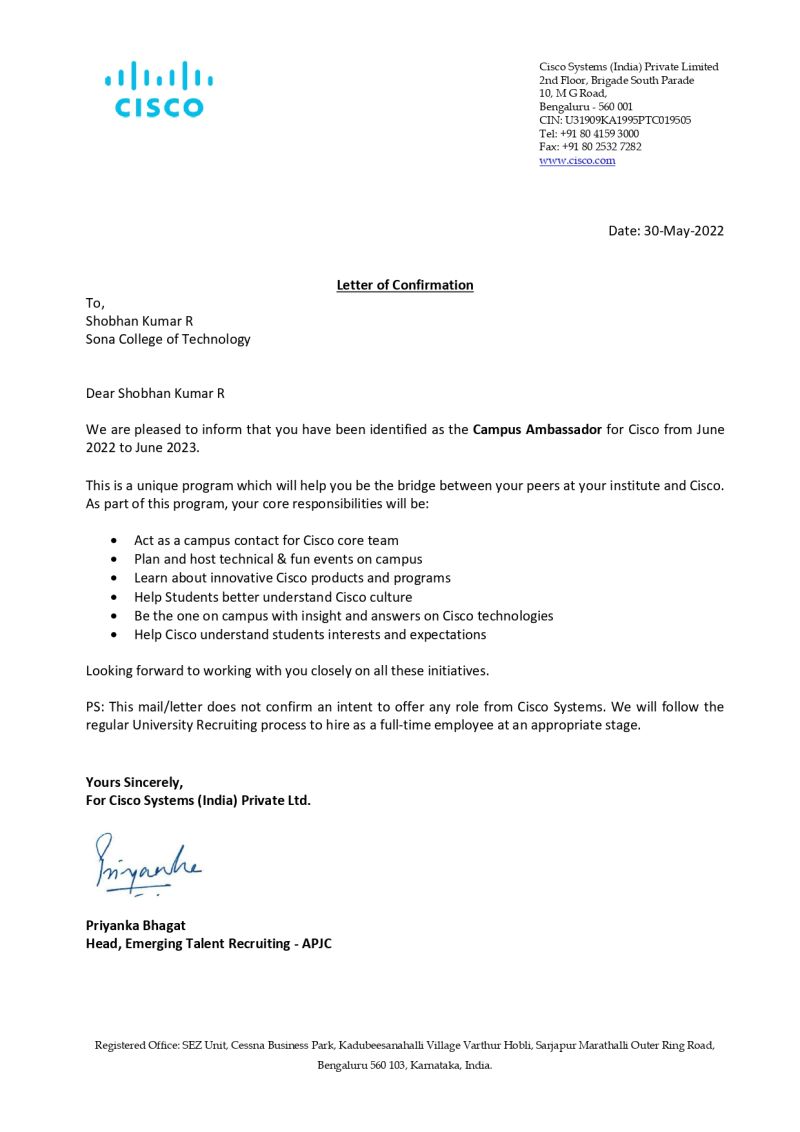 CISCO
Cisco Systems (India) Private Limited
2nd Floor, Brigade South Parade
10, M G Road,
Bengaluru - 560 001
CIN: U31909KA1995PTC019505
Tel: +91 80 4159 3000
Fax: +91 80 2532 7282
www.cisco.com
Date: 30-May-2022
Letter of Confirmation
To,
Shobhan Kumar R
Sona College of Technology
Dear Shobhan Kumar R
We are pleased to inform that you have been identified as the Campus Ambassador for Cisco from June
2022 to June 2023.
This is a unique program which will help you be the bridge between your peers at your institute and Cisco.
As part of this program, your core responsibilities will be:
• Act as a campus contact for Cisco core team
• Plan and host technical & fun events on campus
• Learn about innovative Cisco products and programs
• Help Students better understand Cisco culture
• Be the one on campus with insight and answers on Cisco technologies
• Help Cisco understand students interests and expectations
Looking forward to working with you closely on all these initiatives.
PS: This mail/letter does not confirm an intent to offer any role from Cisco Systems. We will follow the
regular University Recruiting process to hire as a full-time employee at an appropriate stage.
Yours Sincerely,
For Cisco Systems (India) Private Ltd.
Priyanka
Priyanka Bhagat
Head, Emerging Talent Recruiting - APJC
Registered Office: SEZ Unit, Cessna Business Park, Kadubeesanahalli Village Varthur Hobli, Sarjapur Marathalli Outer Ring Road,
Bengaluru 560 103, Karnataka, India.